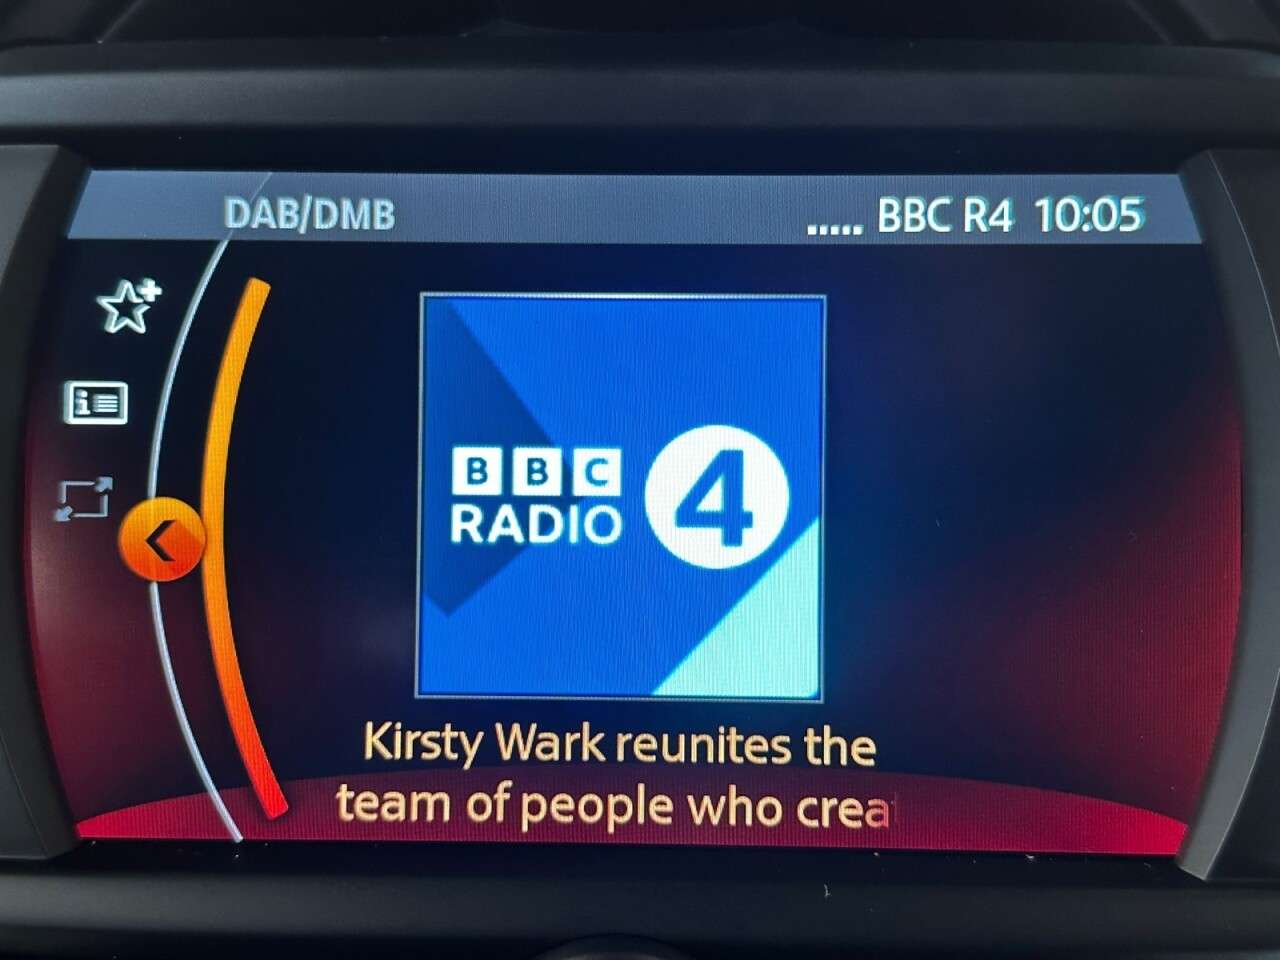 DAB/DMB
..... BBC R4 10:05
BBC
RADIO
4
Kirsty Wark reunites the
team of people who crea